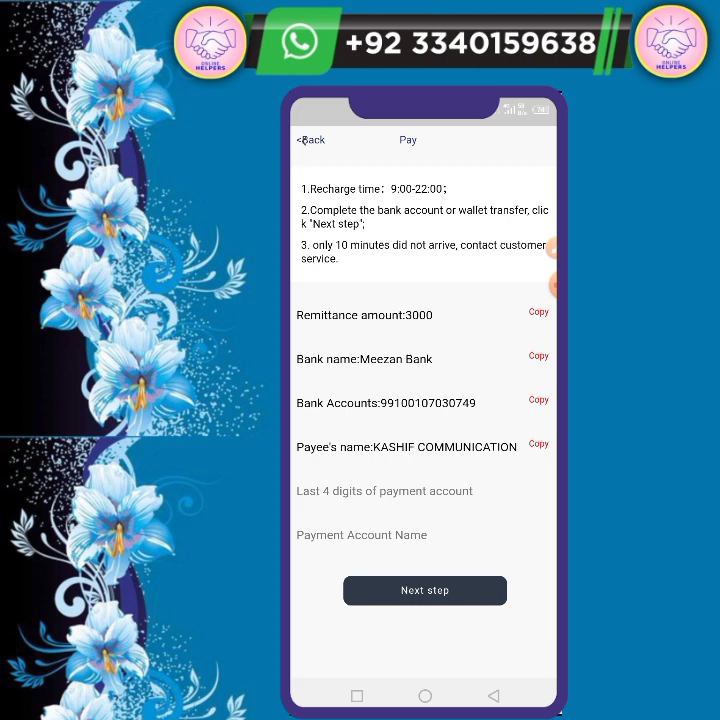 +92 3340159638
ONLINE
HELPERS
ONLINE
HELPERS
Back
Pay
1.Recharge time: 9:00-22:00;
2.Complete the bank account or wallet transfer, clic
k "Next step";
3. only 10 minutes did not arrive, contact customer
service.
Remittance amount:3000 Copy
Bank name:Meezan Bank Copy
Bank Accounts:99100107030749 Copy
Payee's name:KASHIF COMMUNICATION Copy
Last 4 digits of payment account
Payment Account Name
Next step